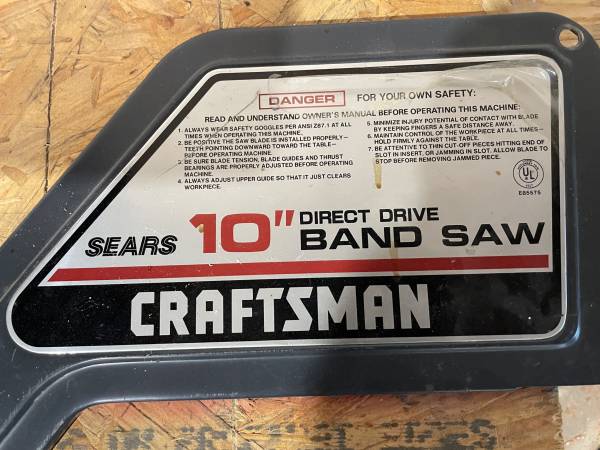 DANGER FOR YOUR OWN SAFETY:
READ AND UNDERSTAND OWNER'S MANUAL BEFORE OPERATING THIS MACHINE:
1. ALWAYS WEAR SAFETY GOGGLES PER ANSI Z87.1 AT ALL
TIMES WHEN OPERATING THIS MACHINE.
2. BE POSITIVE THE SAW BLADE IS INSTALLED PROPERLY—
TEETH POINTING DOWNWARD TOWARD THE TABLE—
BEFORE OPERATING MACHINE.
3. BE SURE BLADE TENSION, BLADE GUIDES AND THRUST
BEARINGS ARE PROPERLY ADJUSTED BEFORE OPERATING
MACHINE.
4. ALWAYS ADJUST UPPER GUIDE SO THAT IT JUST CLEARS
WORKPIECE.
5. MINIMIZE INJURY POTENTIAL OF CONTACT WITH BLADE
BY KEEPING FINGERS A SAFE DISTANCE AWAY.
6. MAINTAIN CONTROL OF THE WORKPIECE AT ALL TIMES—
HOLD FIRMLY AGAINST THE TABLE.
7. BE ATTENTIVE TO THIN CUT-OFF PIECES HITTING END OF
SLOT IN INSERT, OR JAMMING IN SLOT. ALLOW BLADE TO
STOP BEFORE REMOVING JAMMED PIECE.
UL
E85575
SEARS 10" DIRECT DRIVE
BAND SAW
CRAFTSMAN